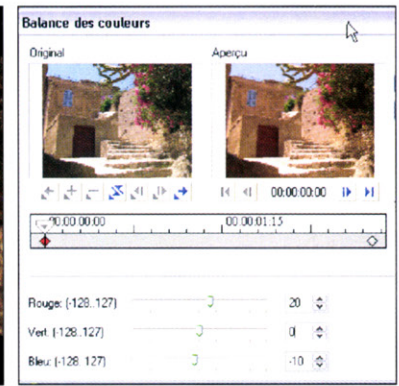 Balance des couleurs
Original Aperçu
00:00:00:00
00:00:00:00 00:00:01:15
Rouge: (-128..127) 20
Vert: (-128..127) 0
Bleu: (-128..127) -10